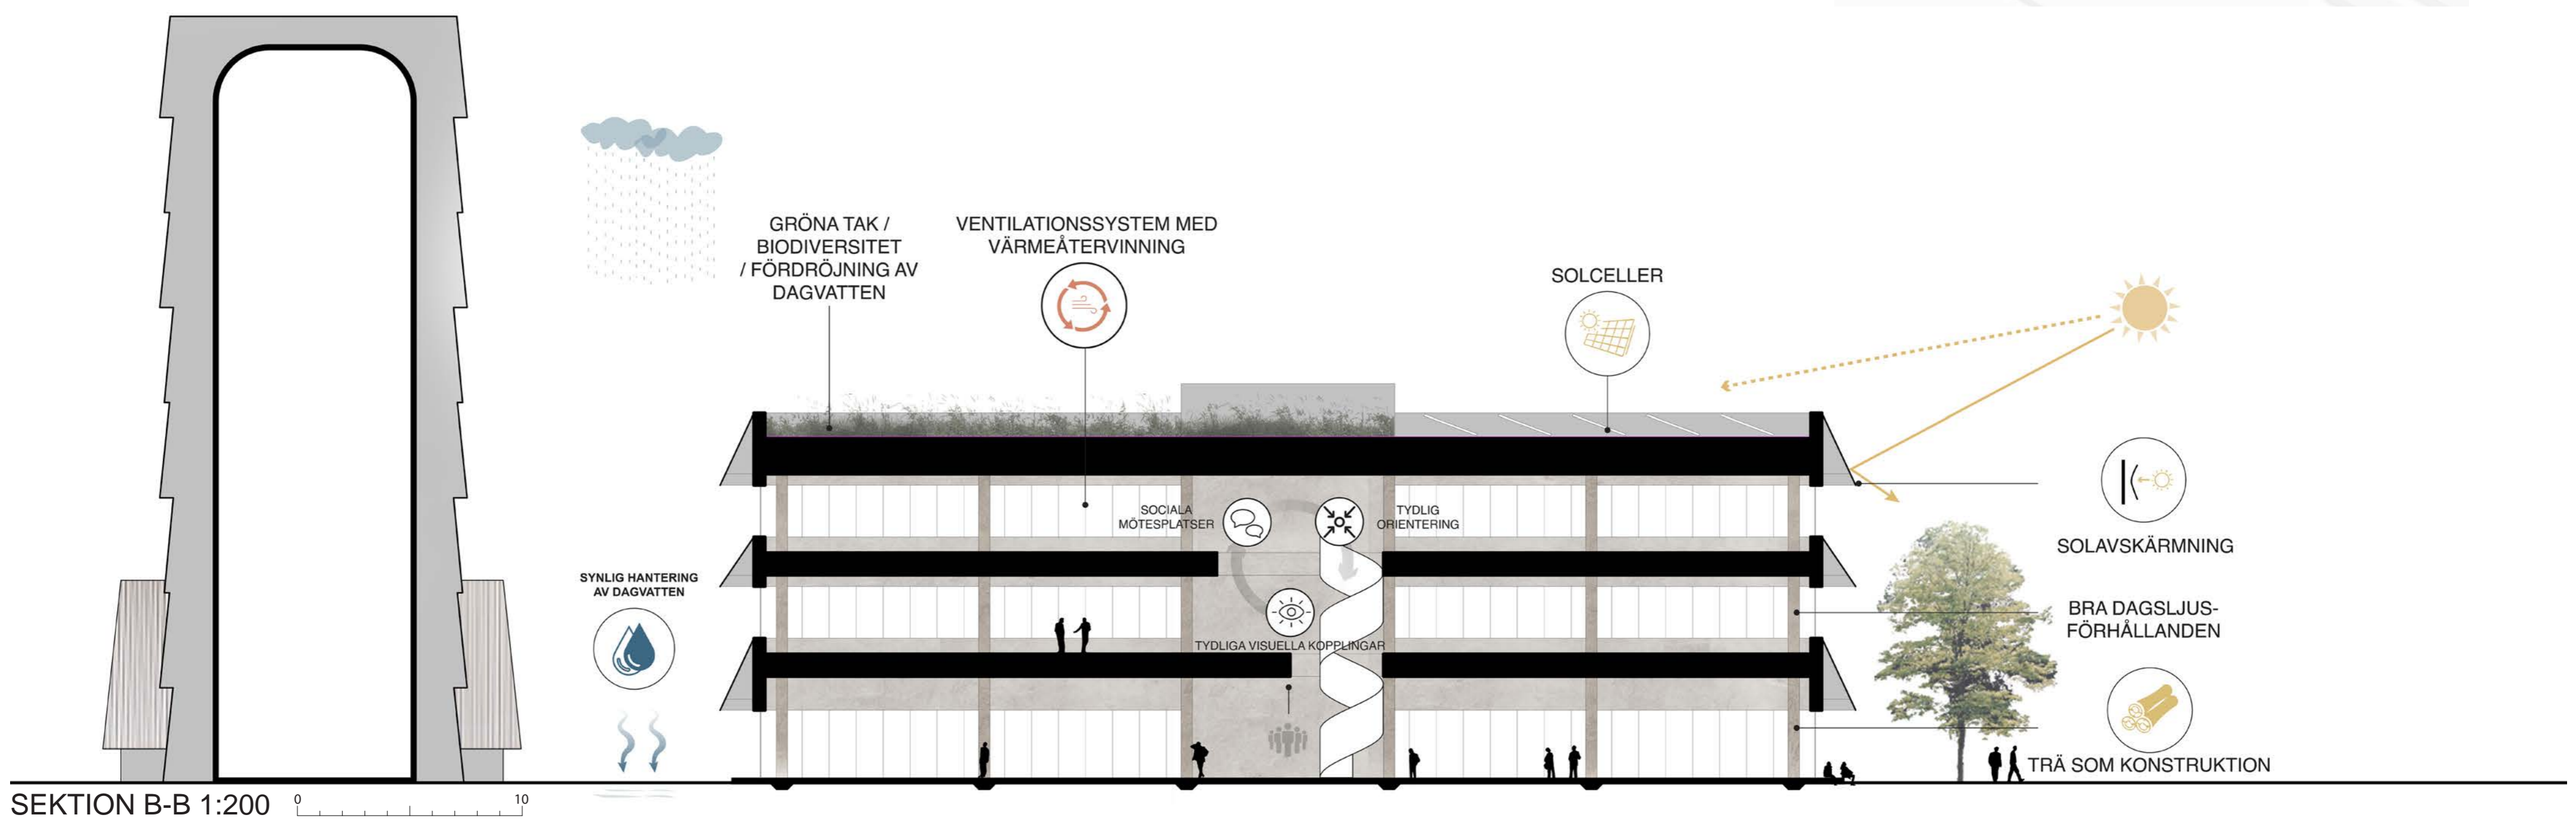 GRÖNA TAK /
BIODIVERSITET
/ FÖRDRÖJNING AV
DAGVATTEN
VENTILATIONSSYSTEM MED
VÄRMEÅTERVINNING
SOLCELLER
SOCIALA
MÖTESPLATSER
TYDLIG
ORIENTERING
SOLAVSKÄRMNING
SYNLIG HANTERING
AV DAGVATTEN
TYDLIGA VISUELLA KOPPLINGAR
BRA DAGSLJUS-
FÖRHÅLLANDEN
TRÄ SOM KONSTRUKTION
SEKTION B-B 1:200
0 10